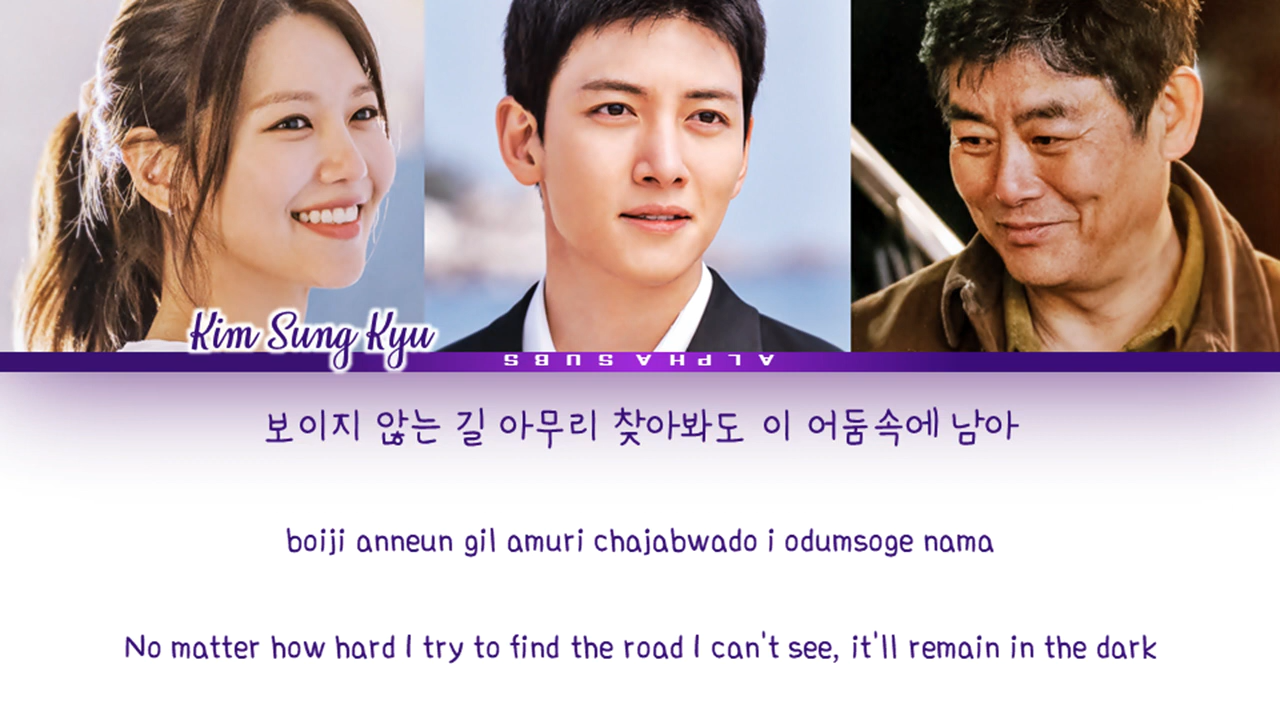 Kim Sung Kyu
ALPHASUBS
보이지 않는 길 아무리 찾아봐도 이 어둠속에 남아
boiji anneun gil amuri chajabwado i odumsoge nama
No matter how hard I try to find the road I can't see, it'll remain in the dark